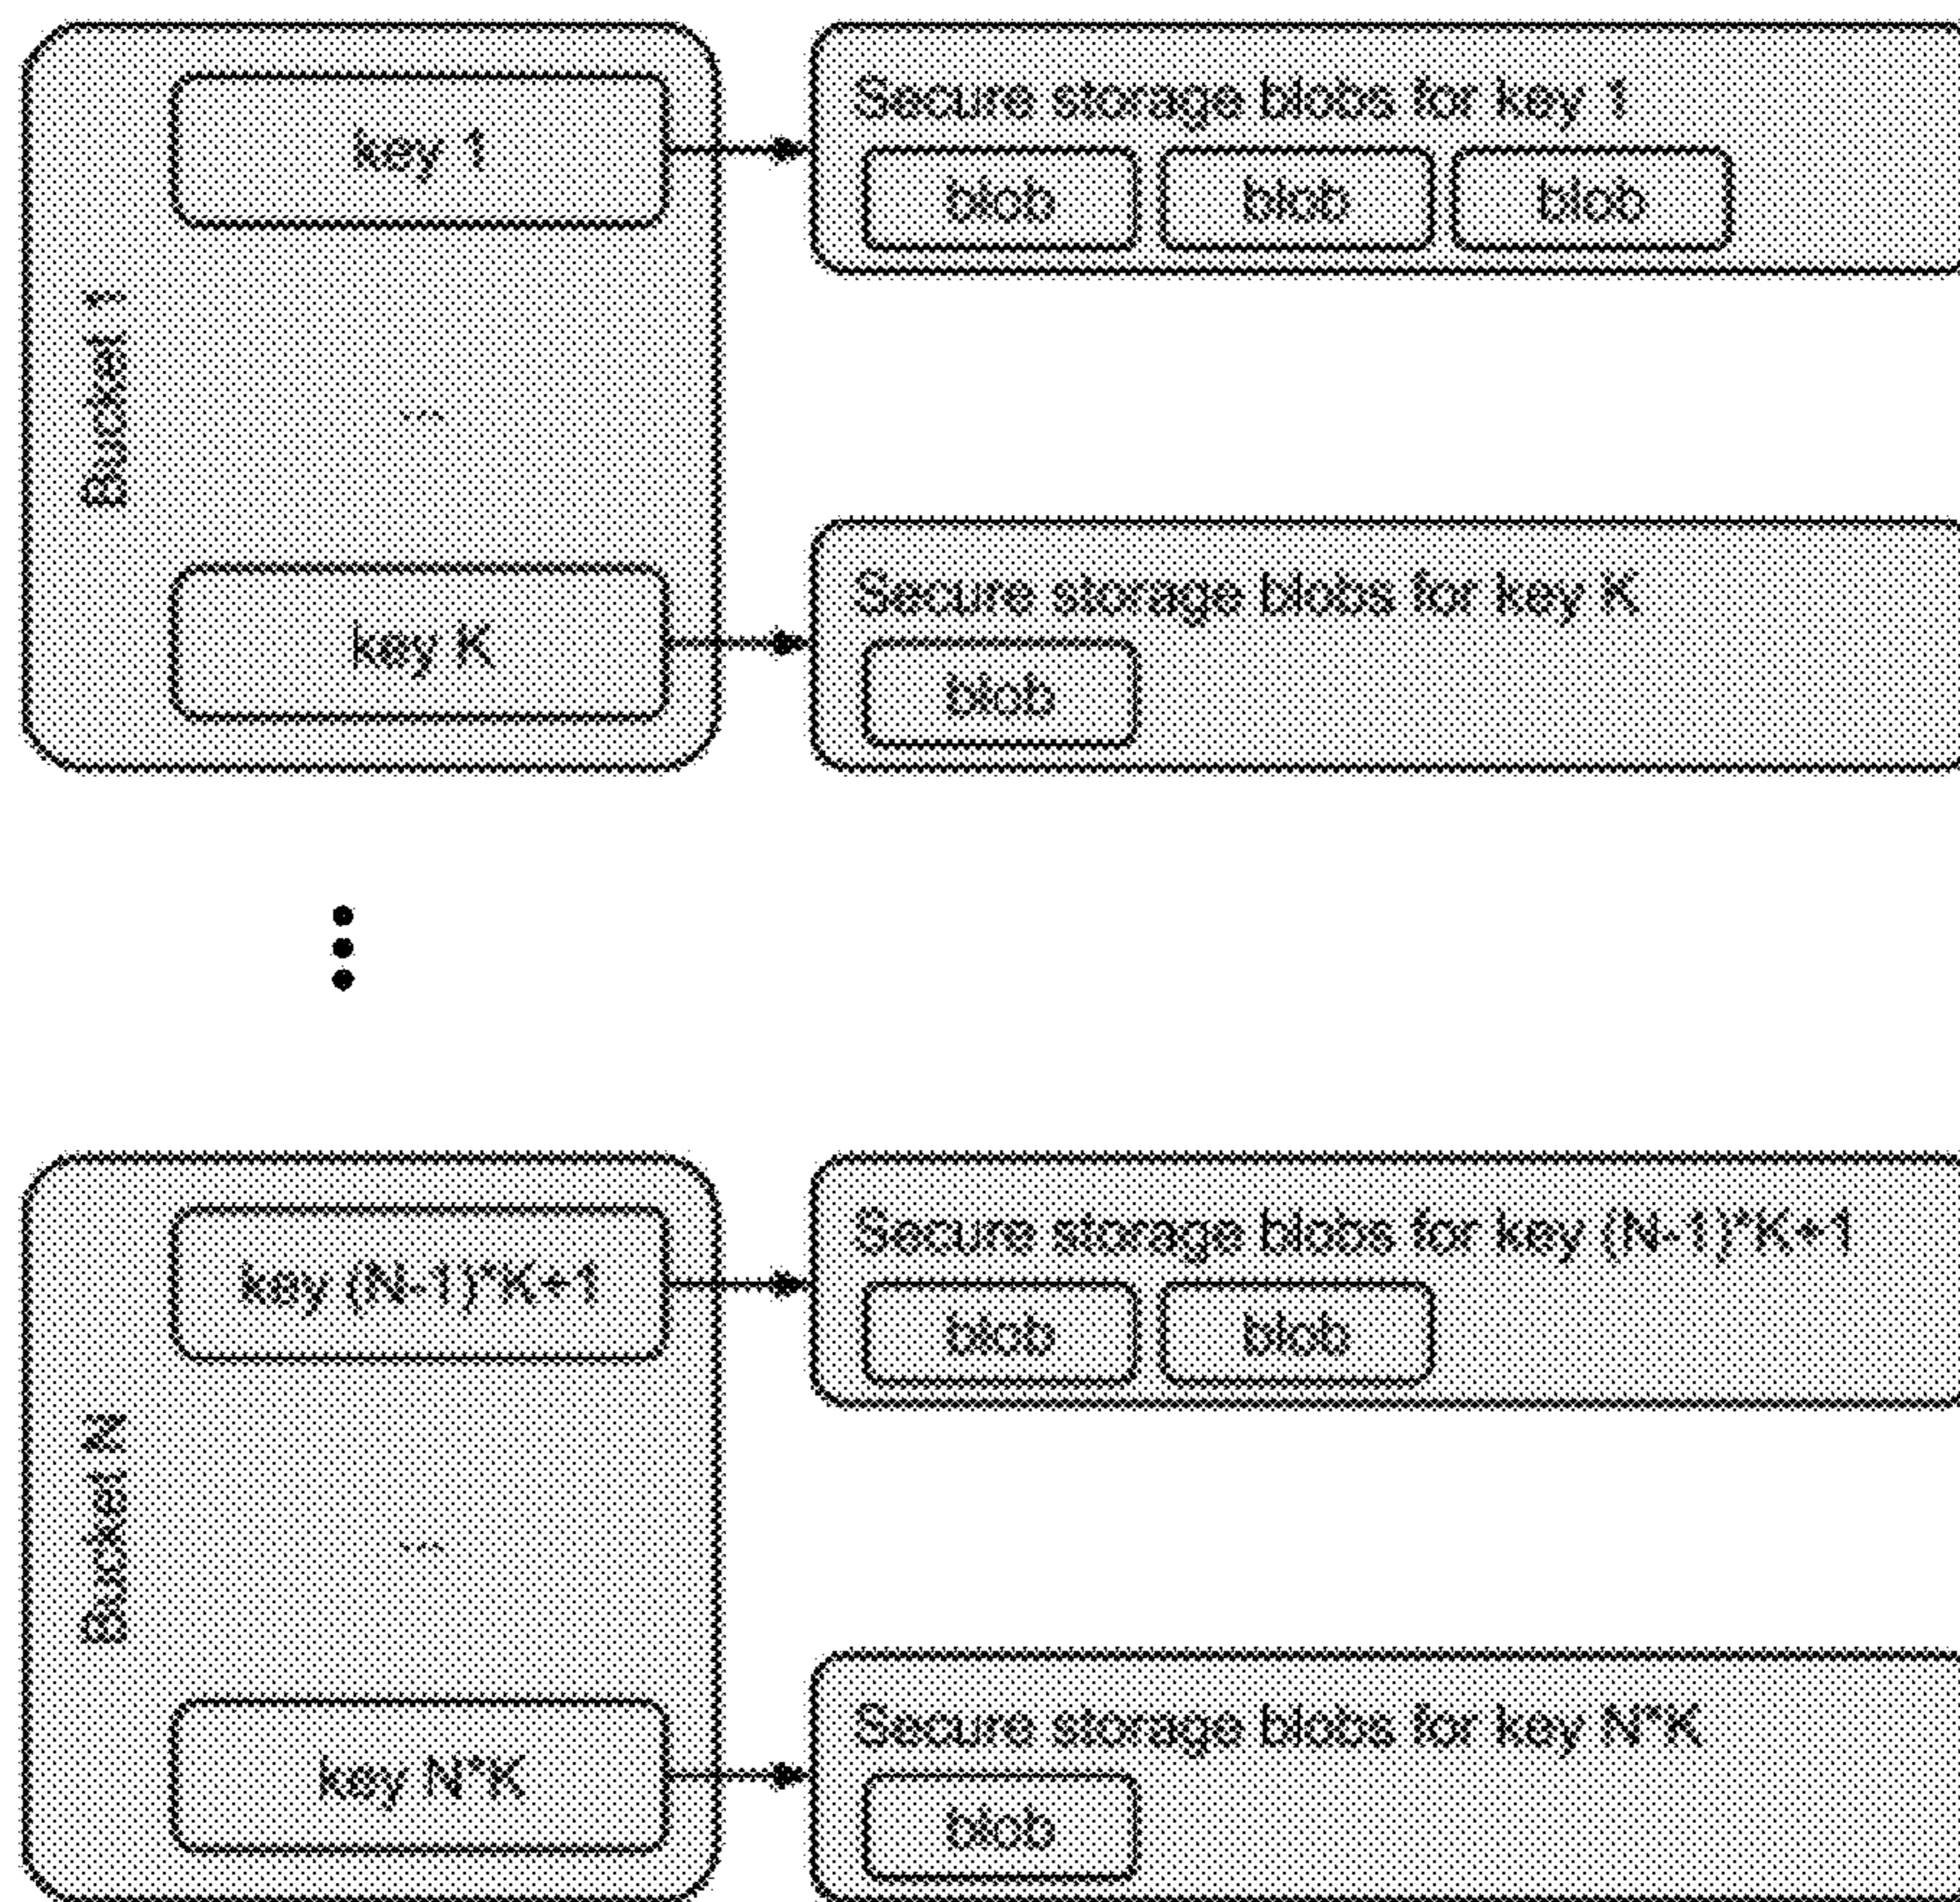 Bucket 1
key 1
...
key K
Secure storage blobs for key 1
blob blob blob
Secure storage blobs for key K
blob
Bucket N
key (N-1)*K+1
...
key N*K
Secure storage blobs for key (N-1)*K+1
blob blob
Secure storage blobs for key N*K
blob